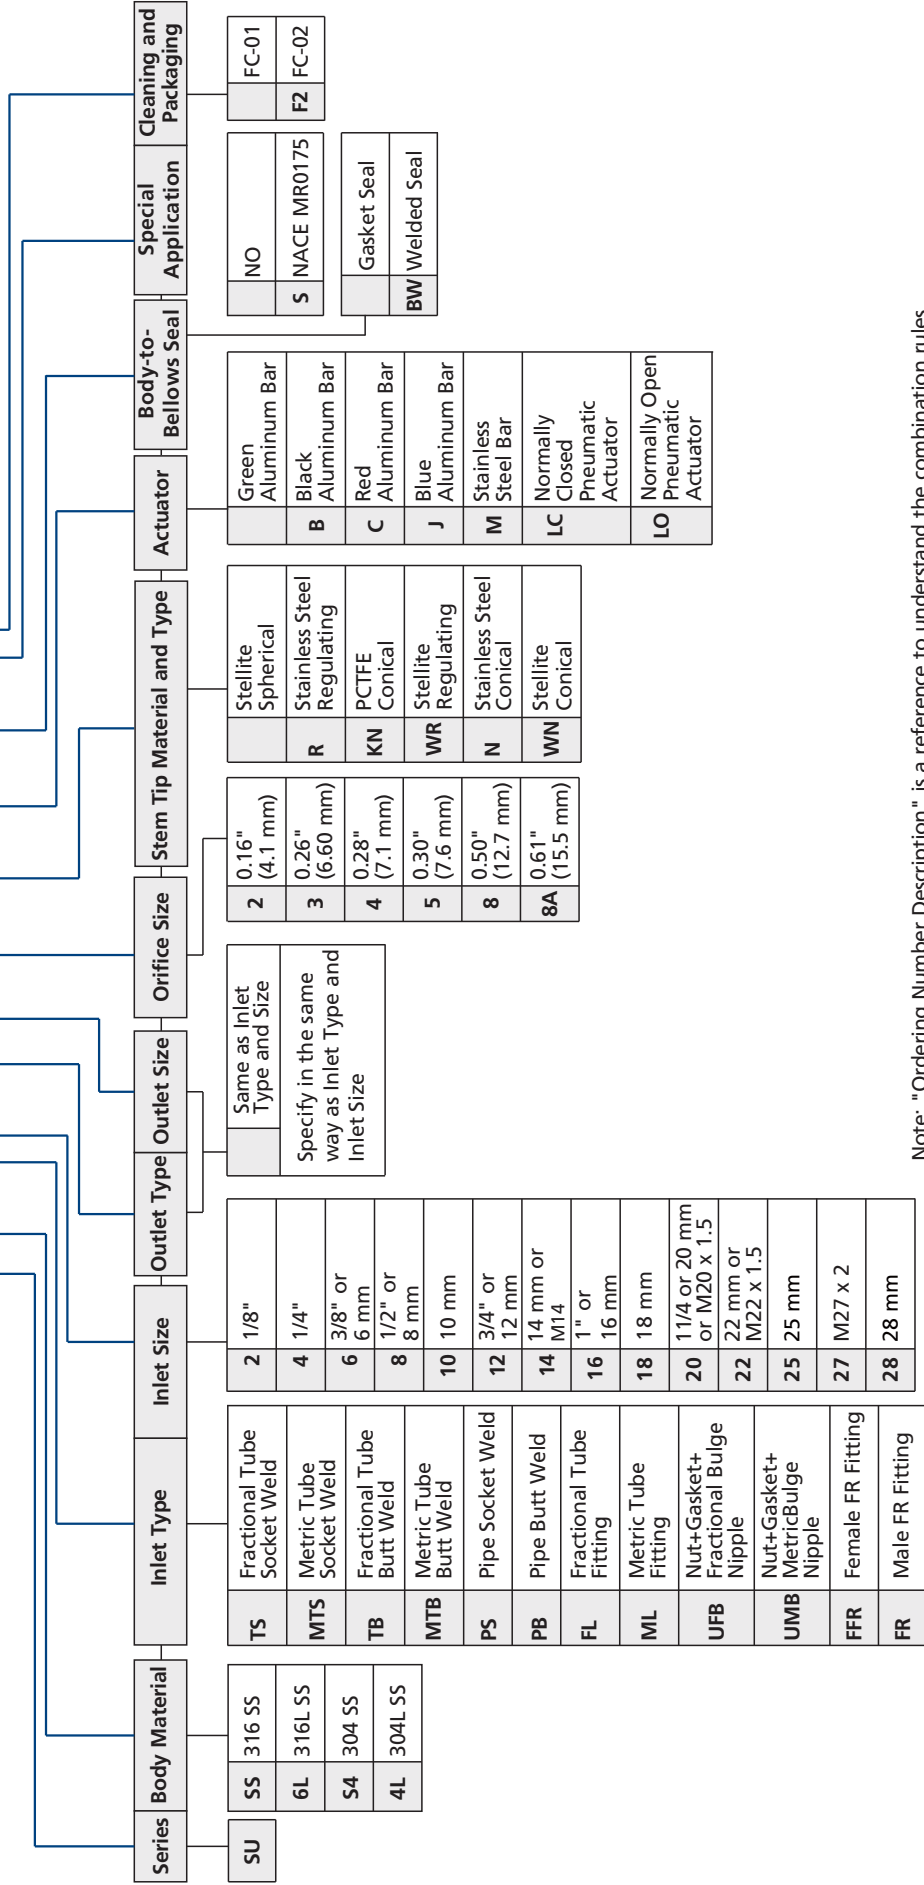 Series
Body Material
Inlet Type
Inlet Size
Outlet Type
Outlet Size
Orifice Size
Stem Tip Material and Type
Actuator
Body-to-
Bellows Seal
Special
Application
Cleaning and
Packaging
SU
SS 316 SS
6L 316L SS
S4 304 SS
4L 304L SS
TS Fractional Tube
Socket Weld
MTS Metric Tube
Socket Weld
TB Fractional Tube
Butt Weld
MTB Metric Tube
Butt Weld
PS Pipe Socket Weld
PB Pipe Butt Weld
FL Fractional Tube
Fitting
ML Metric Tube
Fitting
UFB Nut+Gasket+
Fractional Bulge
Nipple
UMB Nut+Gasket+
MetricBulge
Nipple
FFR Female FR Fitting
FR Male FR Fitting
2 1/8"
4 1/4"
6 3/8" or
6 mm
8 1/2" or
8 mm
10 10 mm
12 3/4" or
12 mm
14 14 mm or
M14
16 1" or
16 mm
18 18 mm
20 11/4 or 20 mm
or M20 x 1.5
22 22 mm or
M22 x 1.5
25 25 mm
27 M27 x 2
28 28 mm
Same as Inlet
Type and Size
Specify in the same
way as Inlet Type and
Inlet Size
2 0.16"
(4.1 mm)
3 0.26"
(6.60 mm)
4 0.28"
(7.1 mm)
5 0.30"
(7.6 mm)
8 0.50"
(12.7 mm)
8A 0.61"
(15.5 mm)
Stellite
Spherical
R Stainless Steel
Regulating
KN PCTFE
Conical
WR Stellite
Regulating
N Stainless Steel
Conical
WN Stellite
Conical
Green
Aluminum Bar
B Black
Aluminum Bar
C Red
Aluminum Bar
J Blue
Aluminum Bar
M Stainless
Steel Bar
LC Normally
Closed
Pneumatic
Actuator
LO Normally Open
Pneumatic
Actuator
Gasket Seal
BW Welded Seal
NO
S NACE MR0175
FC-01
F2 FC-02
Note: "Ordering Number Description" is a reference to understand the combination rules